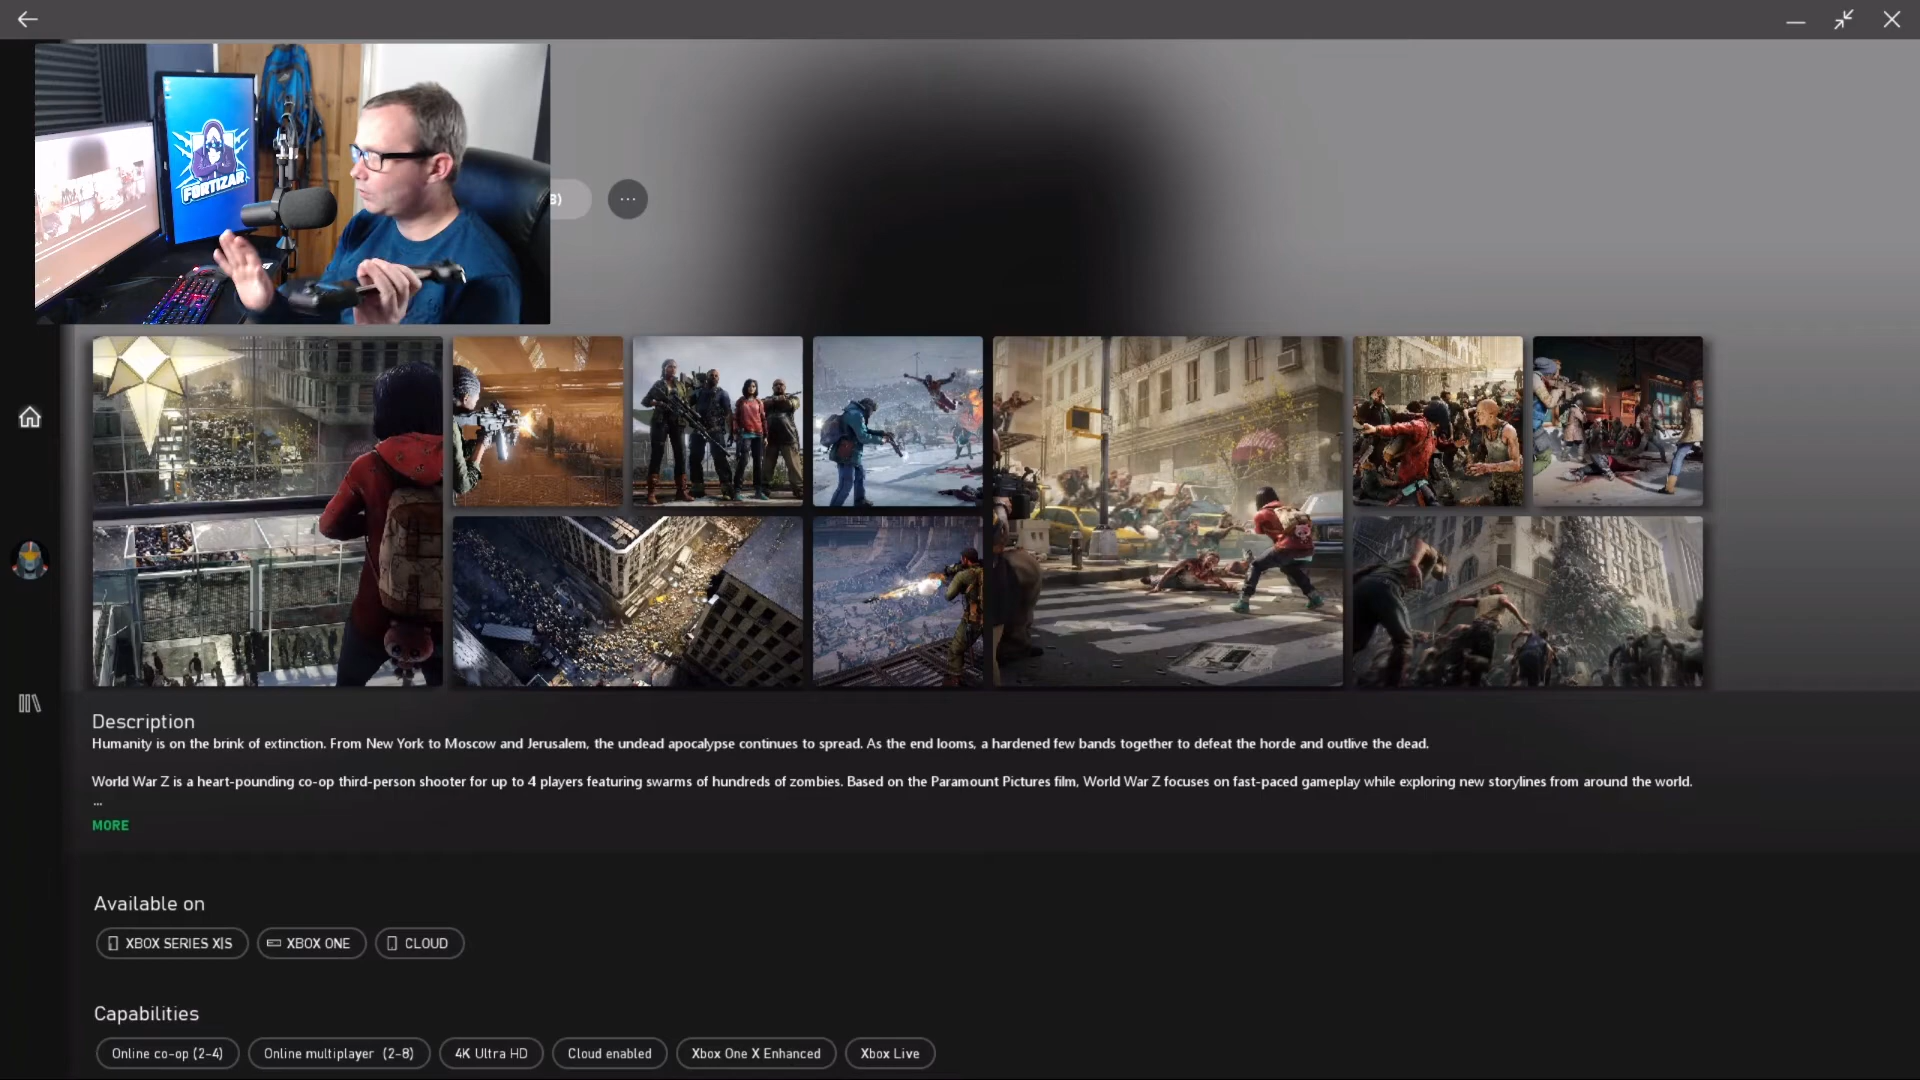 FORTIZAR
B)
Description
Humanity is on the brink of extinction. From New York to Moscow and Jerusalem, the undead apocalypse continues to spread. As the end looms, a hardened few bands together to defeat the horde and outlive the dead.
World War Z is a heart-pounding co-op third-person shooter for up to 4 players featuring swarms of hundreds of zombies. Based on the Paramount Pictures film, World War Z focuses on fast-paced gameplay while exploring new storylines from around the world.
...
MORE
Available on
XBOX SERIES X|S XBOX ONE CLOUD
Capabilities
Online co-op (2-4) Online multiplayer (2-8) 4K Ultra HD Cloud enabled Xbox One X Enhanced Xbox Live